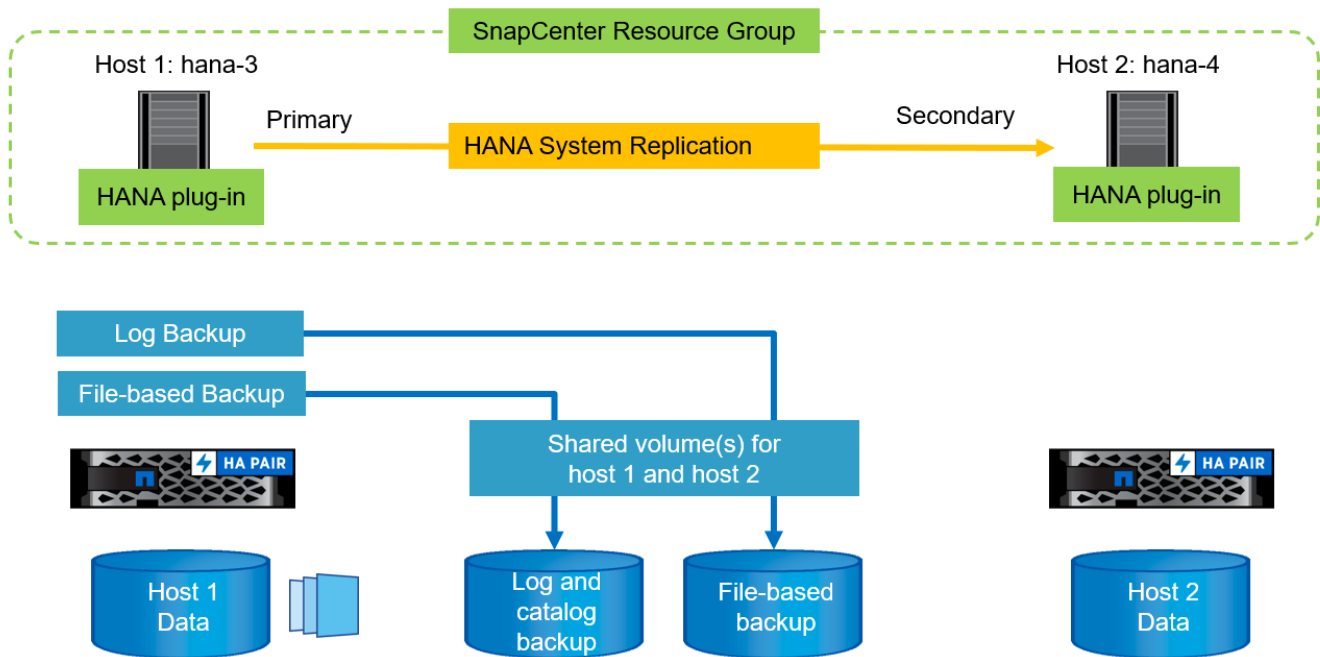 SnapCenter Resource Group
Host 1: hana-3
Host 2: hana-4
Primary
Secondary
HANA System Replication
HANA plug-in
HANA plug-in
Log Backup
File-based Backup
Shared volume(s) for
host 1 and host 2
HA PAIR
HA PAIR
Host 1
Data
Log and
catalog
backup
File-based
backup
Host 2
Data